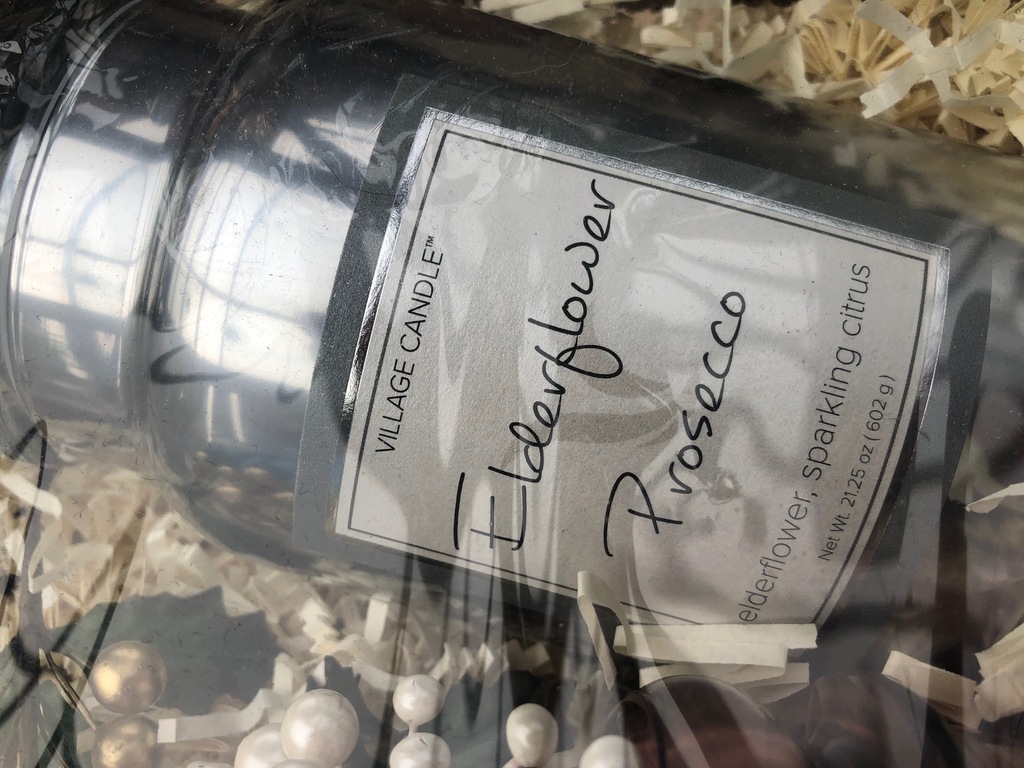 VILLAGE CANDLE™
Elderflower
Prosecco
elderflower, sparkling citrus
Net Wt. 21.25 oz (602 g)